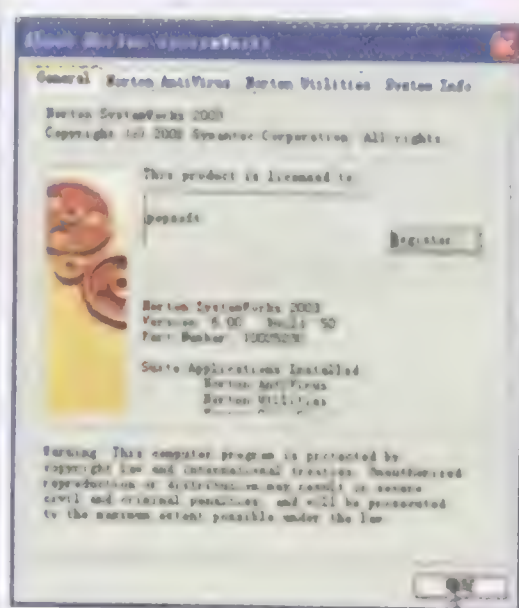 General Norton AntiVirus Norton Utilities System Info
Norton SystemWorks 2003
Copyright (c) 2002 Symantec Corporation. All rights
This product is licensed to:
popsoft
Register
Norton SystemWorks 2003
Version 6.00 Build 50
Part Number
Suite Applications Installed
Norton AntiVirus
Norton Utilities
Warning: This computer program is protected by
copyright law and international treaties. Unauthorized
reproduction or distribution may result in severe
civil and criminal penalties, and will be prosecuted
to the maximum extent possible under the law.
OK